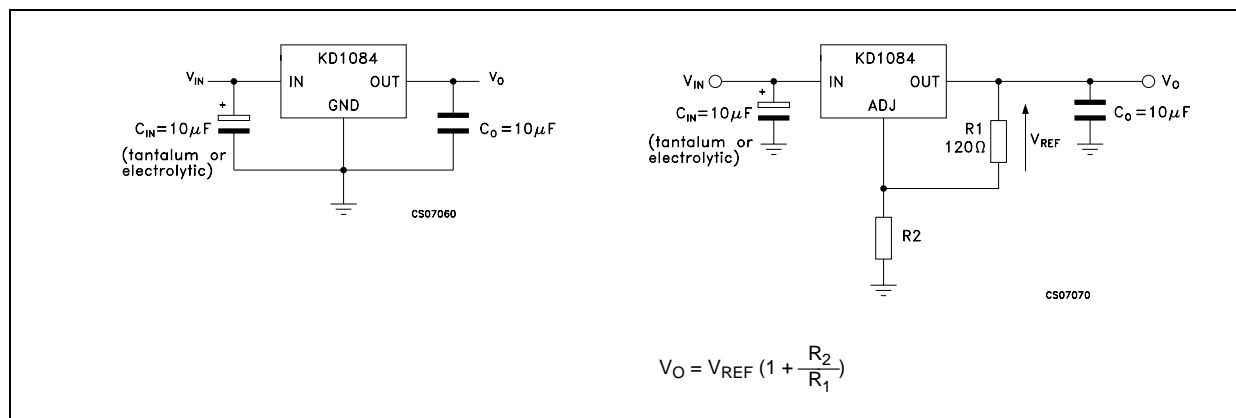 KD1084
V_IN
IN
OUT
V_O
GND
+
C_IN=10µF
(tantalum or
electrolytic)
C_O=10µF
CS07060
KD1084
V_IN
IN
OUT
V_O
ADJ
+
C_IN=10µF
(tantalum or
electrolytic)
R1
120Ω
V_REF
C_O=10µF
R2
CS07070
V_O = V_REF (1 + R_2/R_1)